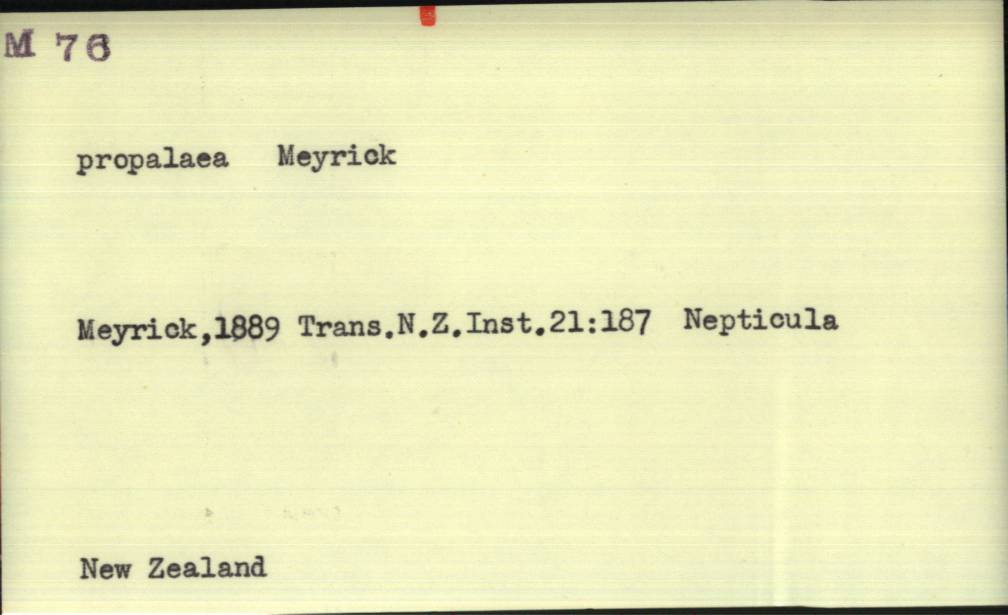 M 76
propalaea Meyrick
Meyrick,1889 Trans.N.Z.Inst.21:187 Nepticula
New Zealand